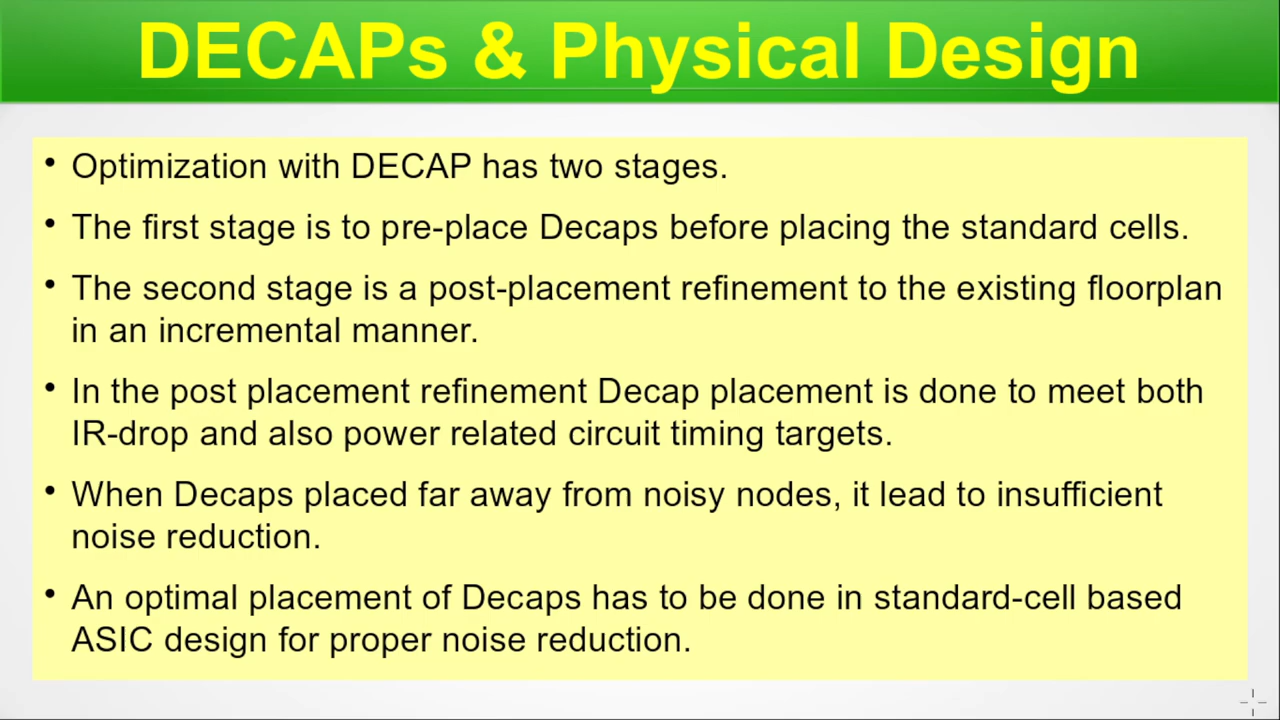 DECAPs & Physical Design
• Optimization with DECAP has two stages.
• The first stage is to pre-place Decaps before placing the standard cells.
• The second stage is a post-placement refinement to the existing floorplan
in an incremental manner.
• In the post placement refinement Decap placement is done to meet both
IR-drop and also power related circuit timing targets.
• When Decaps placed far away from noisy nodes, it lead to insufficient
noise reduction.
• An optimal placement of Decaps has to be done in standard-cell based
ASIC design for proper noise reduction.